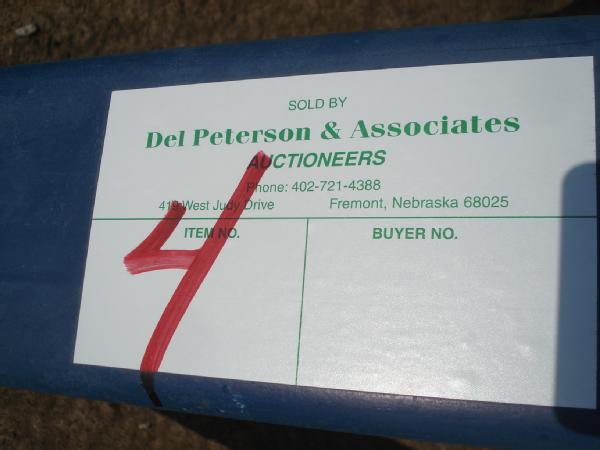 SOLD BY
Del Peterson & Associates
AUCTIONEERS
Phone: 402-721-4388
419 West Judy Drive Fremont, Nebraska 68025
ITEM NO. BUYER NO.
4